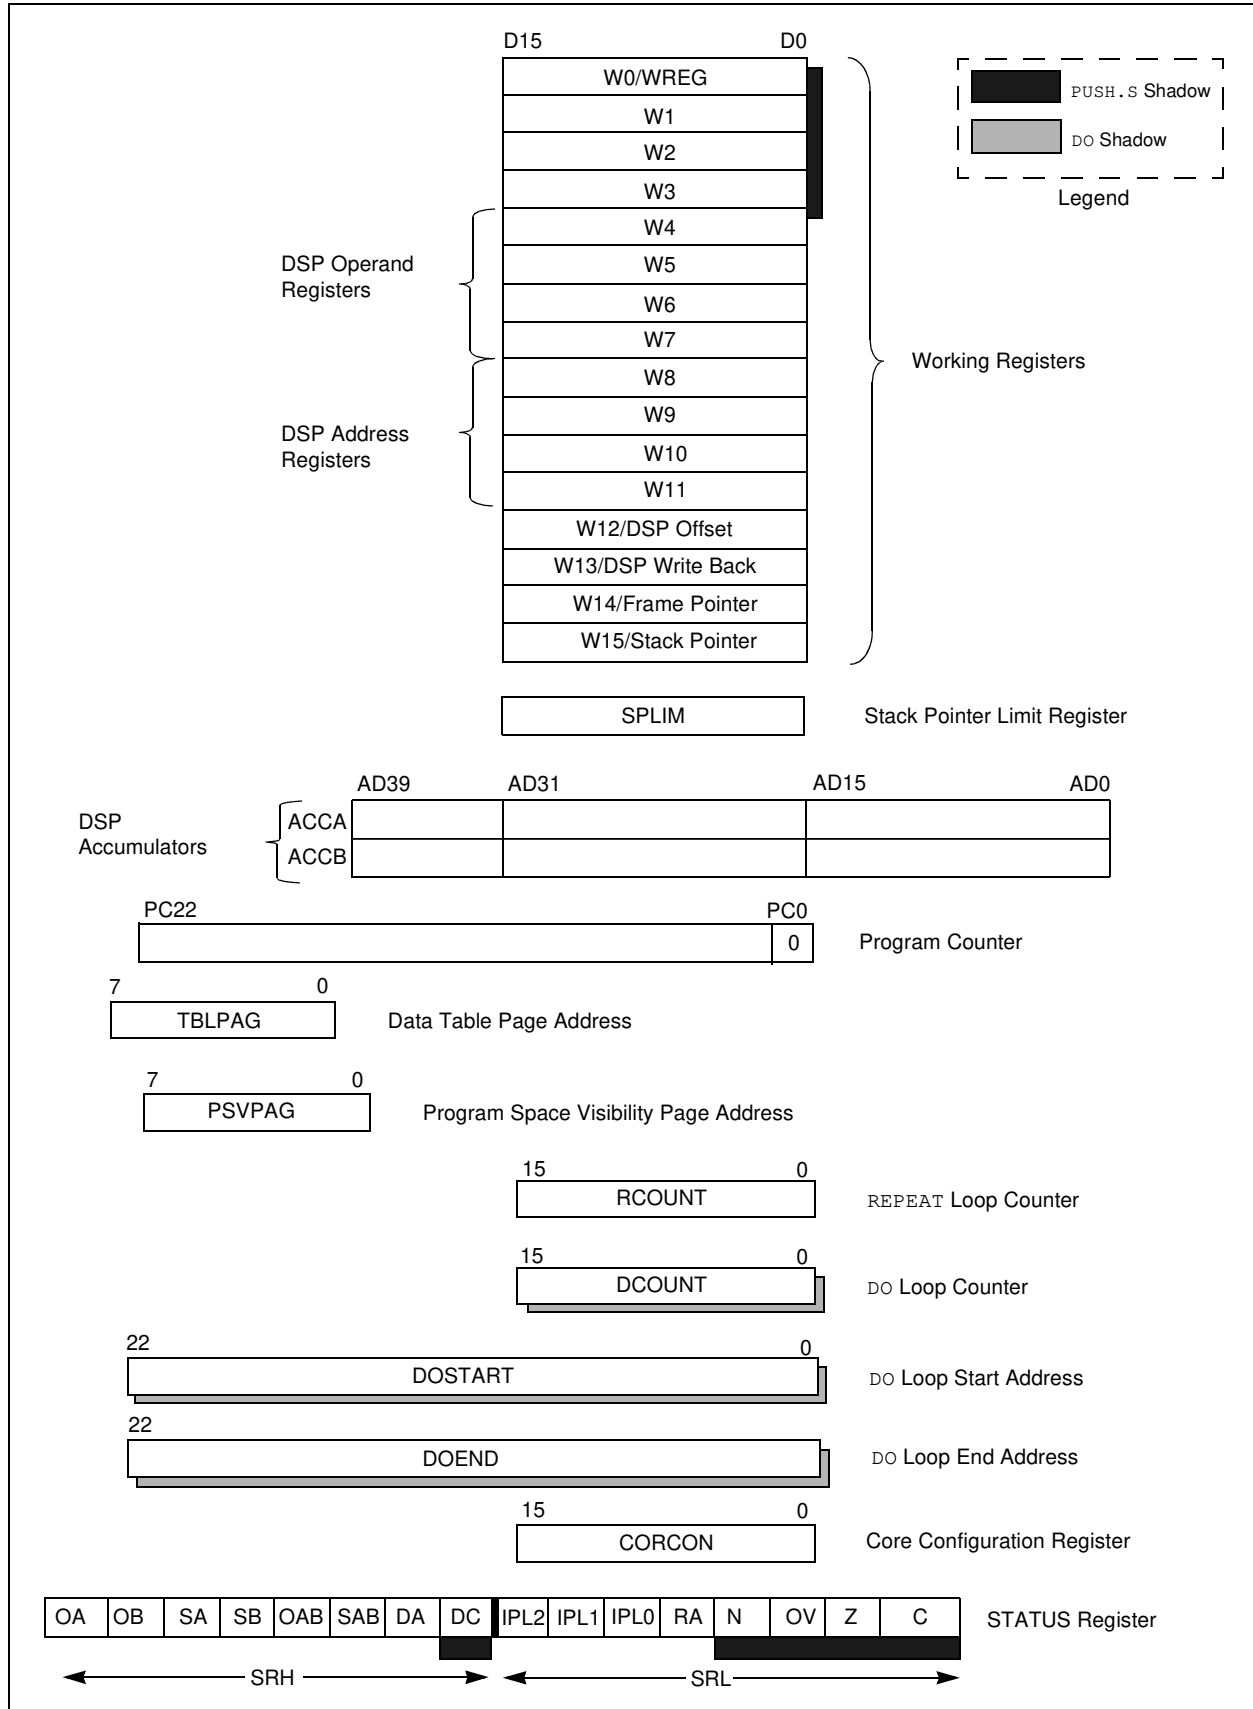 D15 D0
W0/WREG
W1
W2
W3
W4
W5
W6
W7
W8
W9
W10
W11
W12/DSP Offset
W13/DSP Write Back
W14/Frame Pointer
W15/Stack Pointer
PUSH.S Shadow
DO Shadow
Legend
DSP Operand
Registers
DSP Address
Registers
Working Registers
SPLIM Stack Pointer Limit Register
AD39 AD31 AD15 AD0
DSP
Accumulators
ACCA
ACCB
PC22 PC0
0 Program Counter
7 0
TBLPAG Data Table Page Address
7 0
PSVPAG Program Space Visibility Page Address
15 0
RCOUNT REPEAT Loop Counter
15 0
DCOUNT DO Loop Counter
22 0
DOSTART DO Loop Start Address
22
DOEND DO Loop End Address
15 0
CORCON Core Configuration Register
OA OB SA SB OAB SAB DA DC IPL2 IPL1 IPL0 RA N OV Z C STATUS Register
SRH SRL